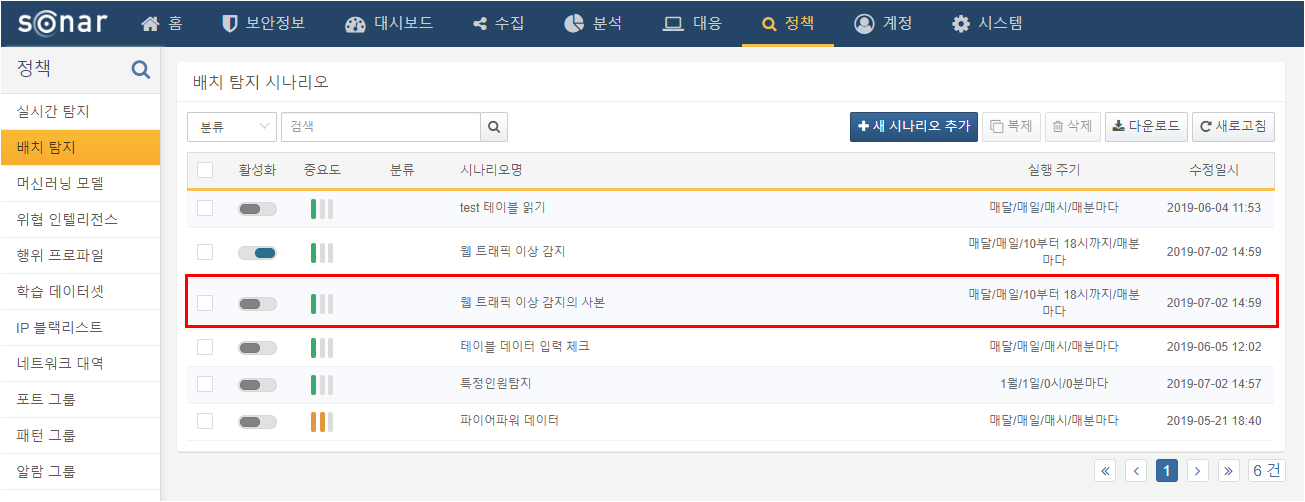 sonar 홈 보안정보 대시보드 수집 분석 대응 정책 계정 시스템
정책
실시간 탐지
배치 탐지
머신러닝 모델
위협 인텔리전스
행위 프로파일
학습 데이터셋
IP 블랙리스트
네트워크 대역
포트 그룹
패턴 그룹
알람 그룹
배치 탐지 시나리오
분류 검색 새 시나리오 추가 복제 삭제 다운로드 새로고침
활성화 중요도 분류 시나리오명 실행 주기 수정일시
test 테이블 읽기 매달/매일/매시/매분마다 2019-06-04 11:53
웹 트래픽 이상 감지 매달/매일/10부터 18시까지/매분
마다 2019-07-02 14:59
웹 트래픽 이상 감지의 사본 매달/매일/10부터 18시까지/매분
마다 2019-07-02 14:59
테이블 데이터 입력 체크 매달/매일/매시/매분마다 2019-06-05 12:02
특정인원탐지 1월/1일/0시/0분마다 2019-07-02 14:57
파이어파워 데이터 매달/매일/매시/매분마다 2019-05-21 18:40
« ‹ 1 › » 6 건